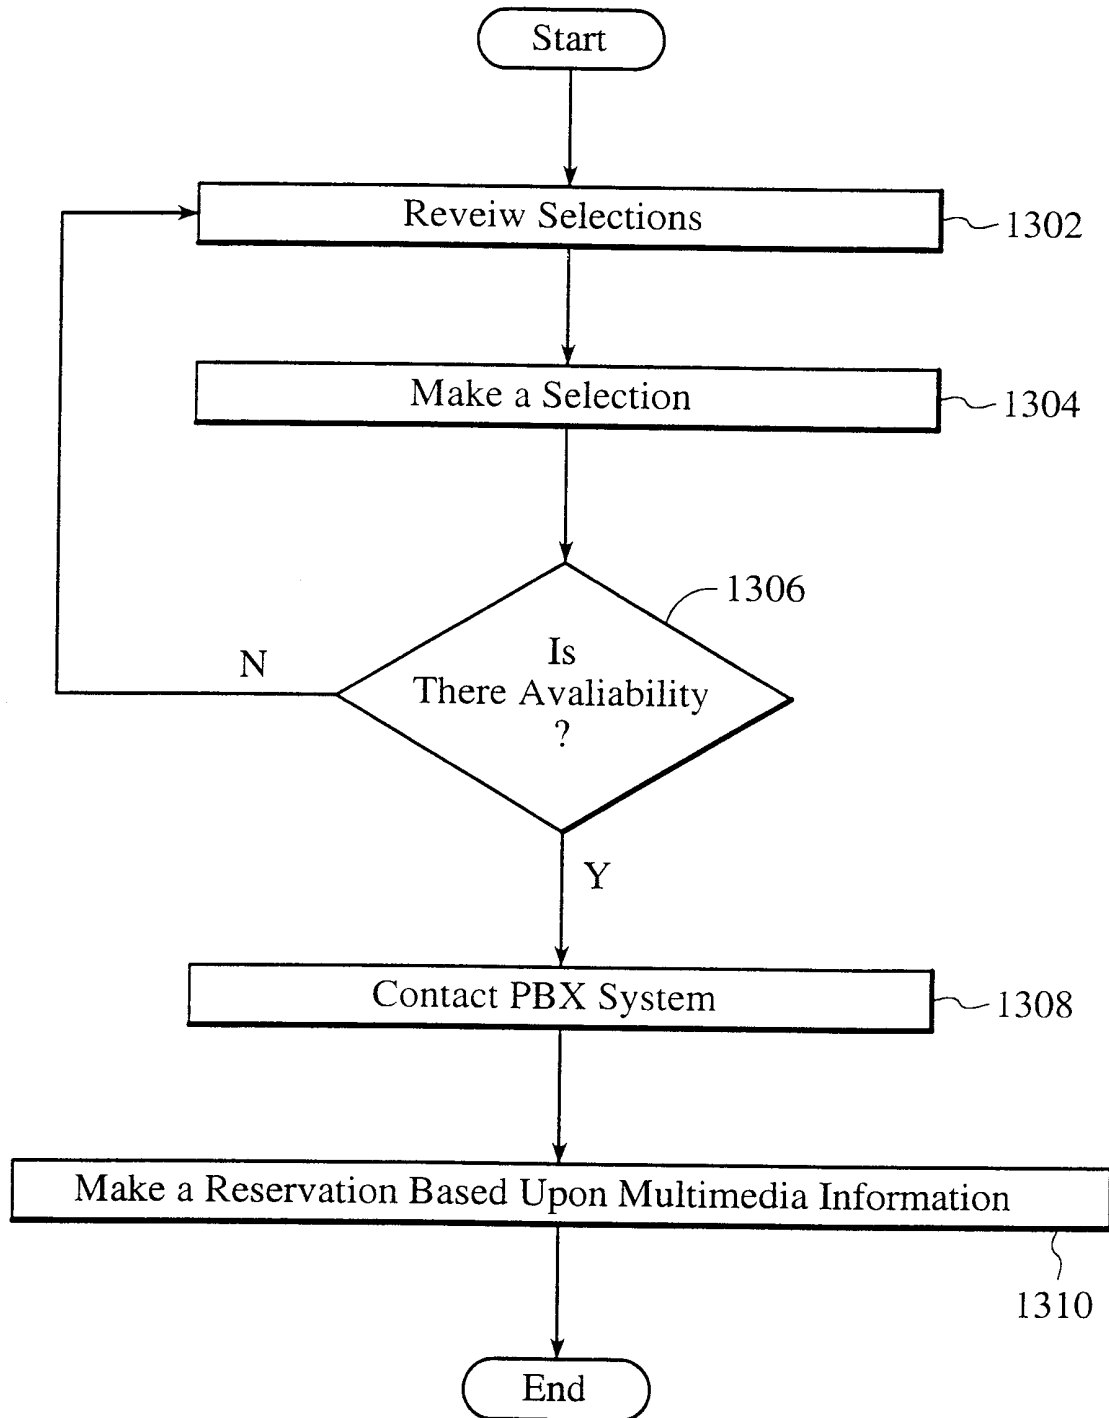 Start
Reveiw Selections
1302
Make a Selection
1304
1306
Is
There Avaliability
?
N
Y
Contact PBX System
1308
Make a Reservation Based Upon Multimedia Information
1310
End